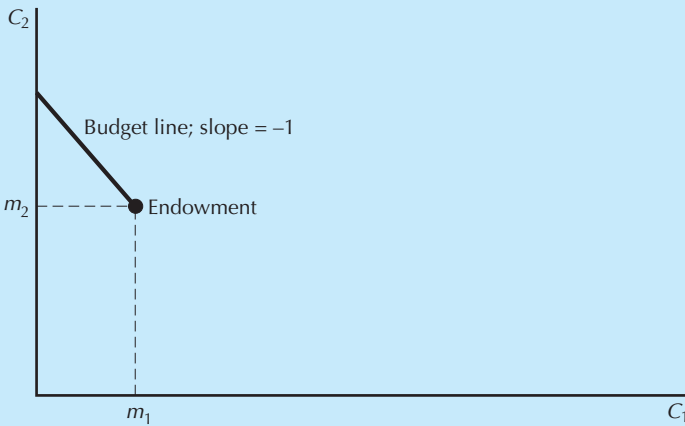 C₂
Budget line; slope = –1
m₂
Endowment
m₁
C₁